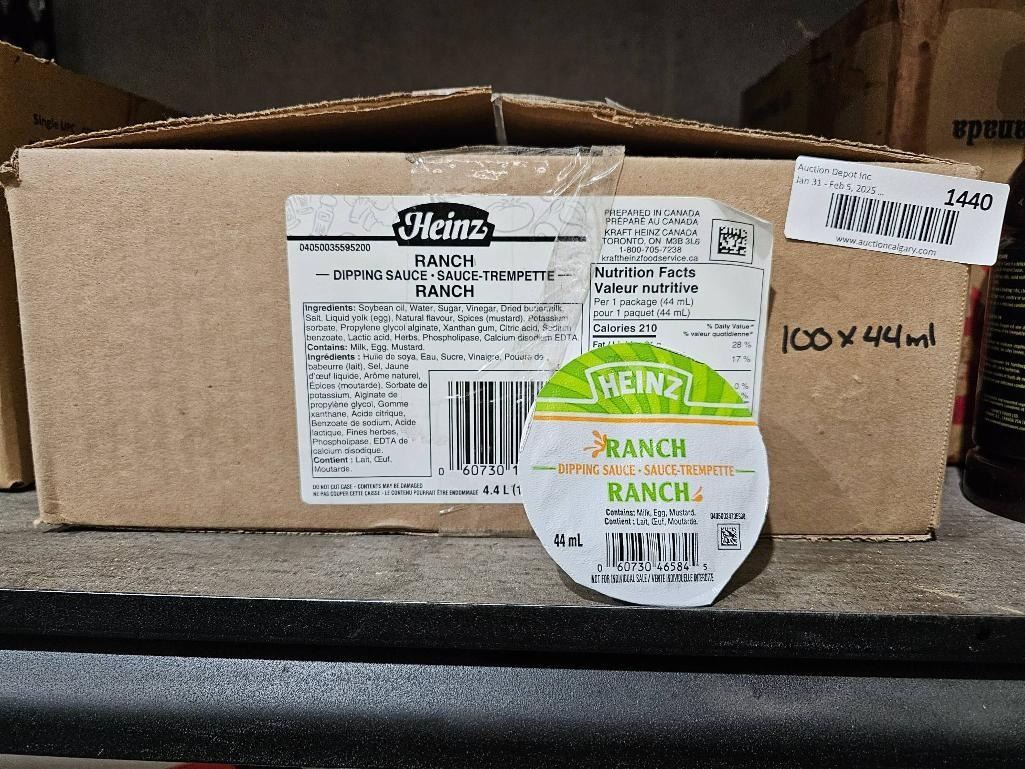 Single
Auction Depot Inc
Jan 31 - Feb 5, 2025 ...
1440
www.auctioncalgary.com
Heinz
04050035595200
RANCH
DIPPING SAUCE • SAUCE-TREMPETTE
RANCH
Ingredients: Soybean oil, Water, Sugar, Vinegar, Dried buttermilk,
Salt, Liquid yolk (egg), Natural flavour, Spices (mustard), Potassium
sorbate, Propylene glycol alginate, Xanthan gum, Citric acid, Sodium
benzoate, Lactic acid, Herbs, Phospholipase, Calcium disodium EDTA.
Contains: Milk, Egg, Mustard.
Ingrédients : Huile de soya, Eau, Sucre, Vinaigre, Poudre de
babeurre (lait), Sel, Jaune
d'œuf liquide, Arôme naturel,
Épices (moutarde), Sorbate de
potassium, Alginate de
propylène glycol, Gomme
xanthane, Acide citrique,
Benzoate de sodium, Acide
lactique, Fines herbes,
Phospholipase, EDTA de
calcium disodique.
Contient : Lait, Œuf,
Moutarde.
0 60730 1
DO NOT CUT CASE - CONTENTS MAY BE DAMAGED
NE PAS COUPER CETTE CAISSE - LE CONTENU POURRAIT ÊTRE ENDOMMAGÉ
4.4 L (1
PREPARED IN CANADA
PRÉPARÉ AU CANADA
KRAFT HEINZ CANADA
TORONTO, ON M3B 3L6
1-800-705-7238
kraftheinzfoodservice.ca
Nutrition Facts
Valeur nutritive
Per 1 package (44 mL)
pour 1 paquet (44 mL)
Calories 210
% Daily Value*
% valeur quotidienne*
28 %
17 %
0 %
%
100 x 44 ml
HEINZ
RANCH
DIPPING SAUCE • SAUCE-TREMPETTE
RANCH
Contains: Milk, Egg, Mustard.
Contient : Lait, Œuf, Moutarde.
44 mL
0 60730 46584 5
NOT FOR INDIVIDUAL SALE / VENTE INDIVIDUELLE INTERDITE